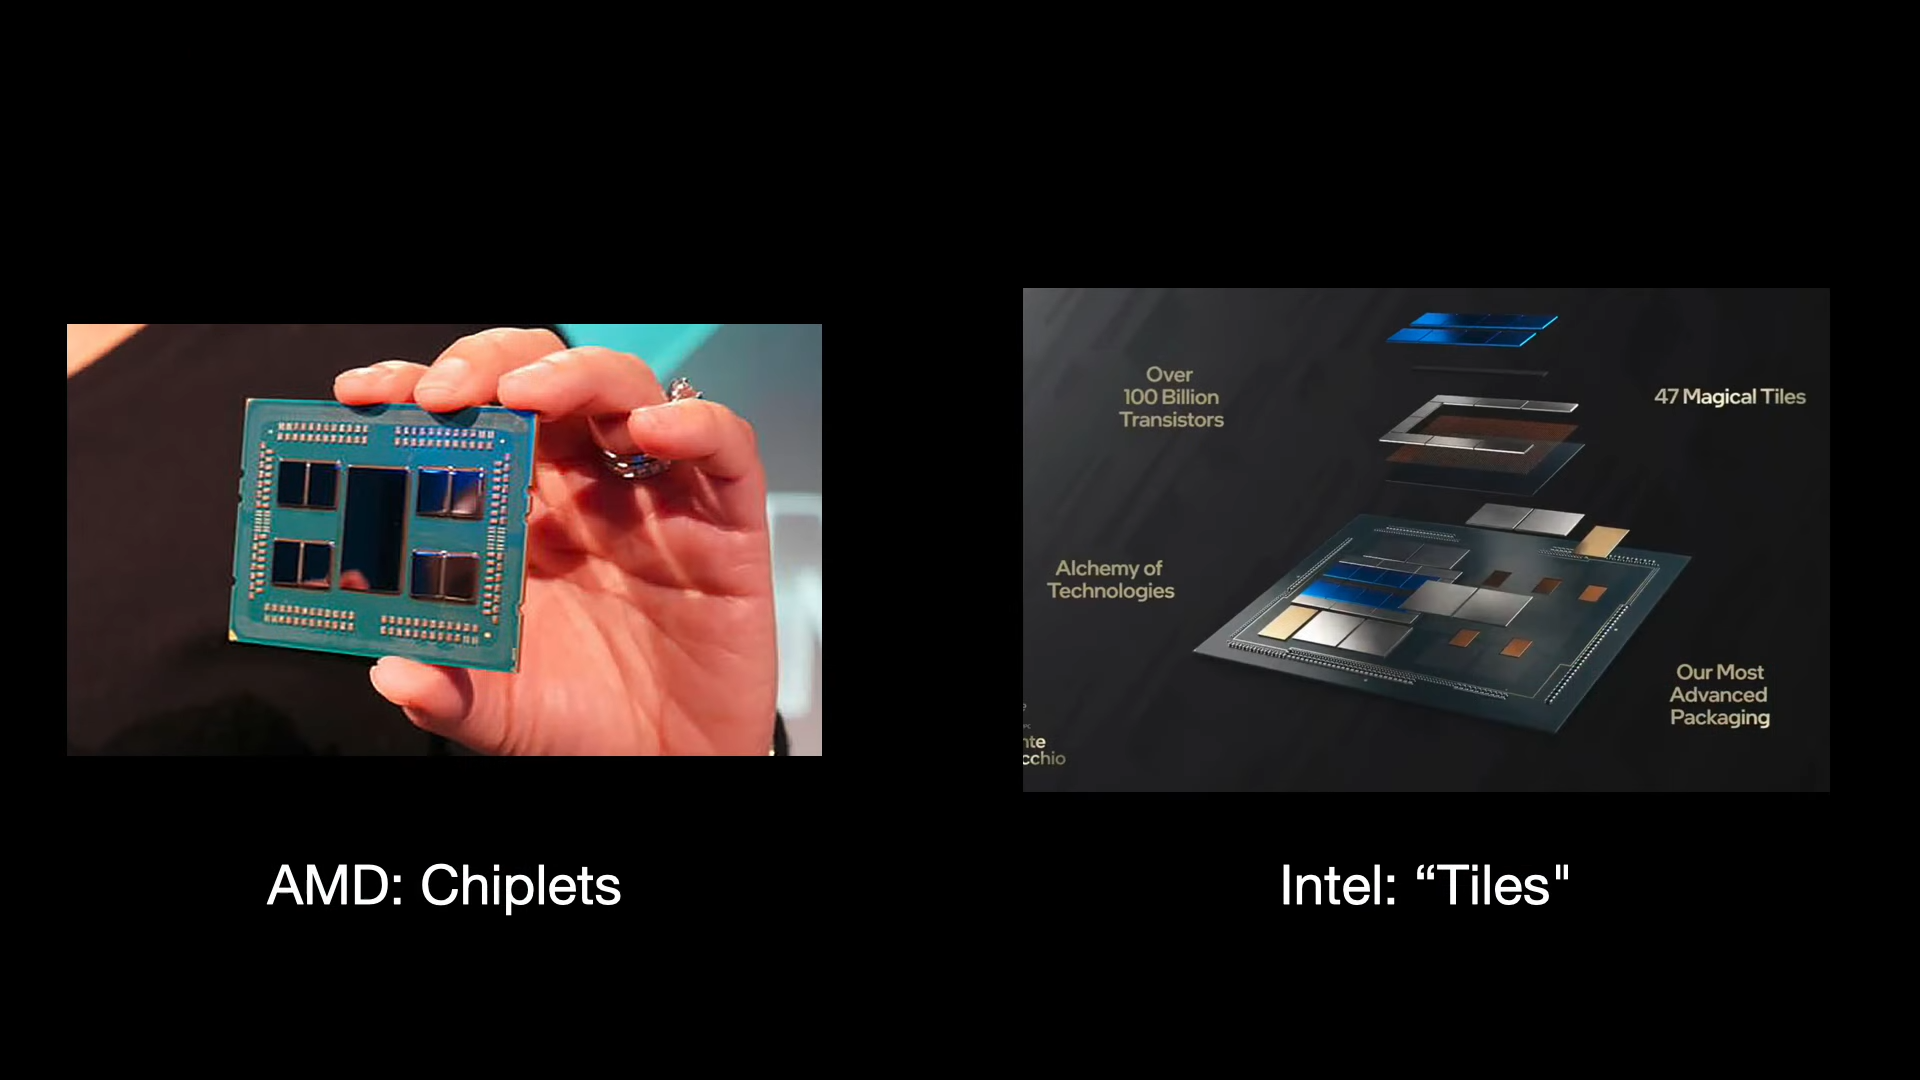 Over
100 Billion
Transistors
47 Magical Tiles
Alchemy of
Technologies
Our Most
Advanced
Packaging
nte
cchio
AMD: Chiplets
Intel: “Tiles"